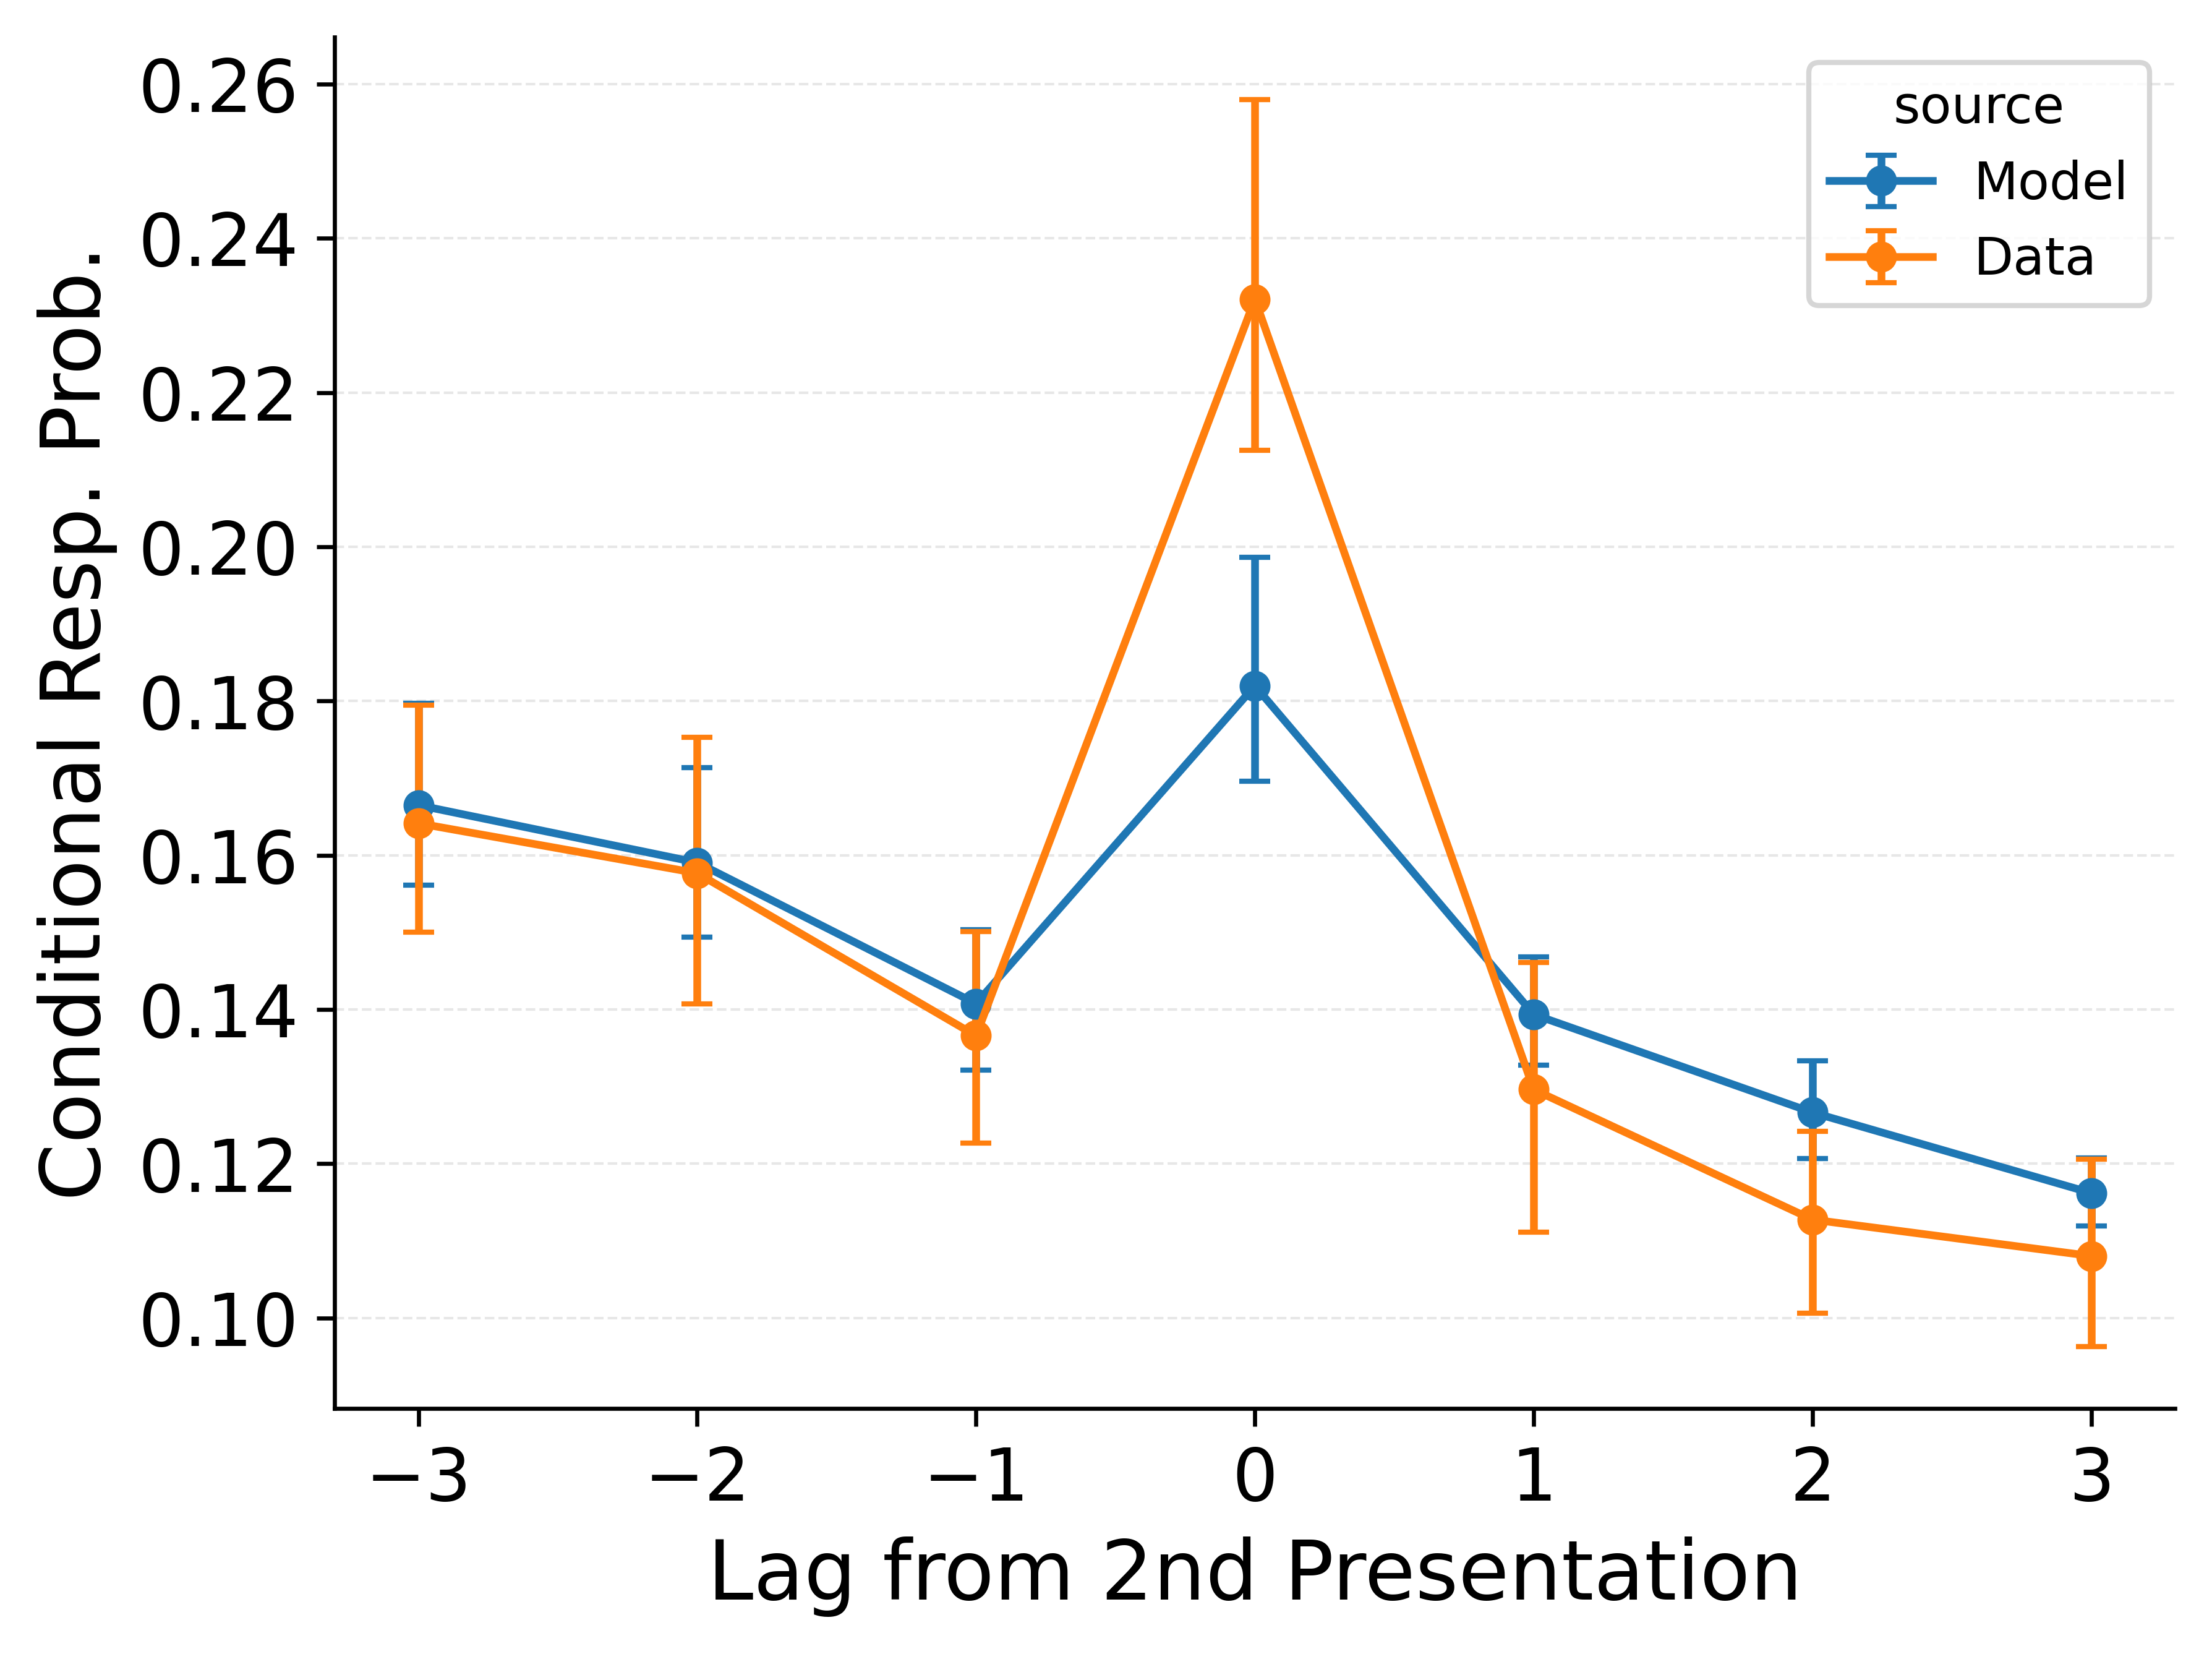 0.26
0.24
0.22
0.20
0.18
0.16
0.14
0.12
0.10
Conditional Resp. Prob.
source
Model
Data
−3 −2 −1 0 1 2 3
Lag from 2nd Presentation